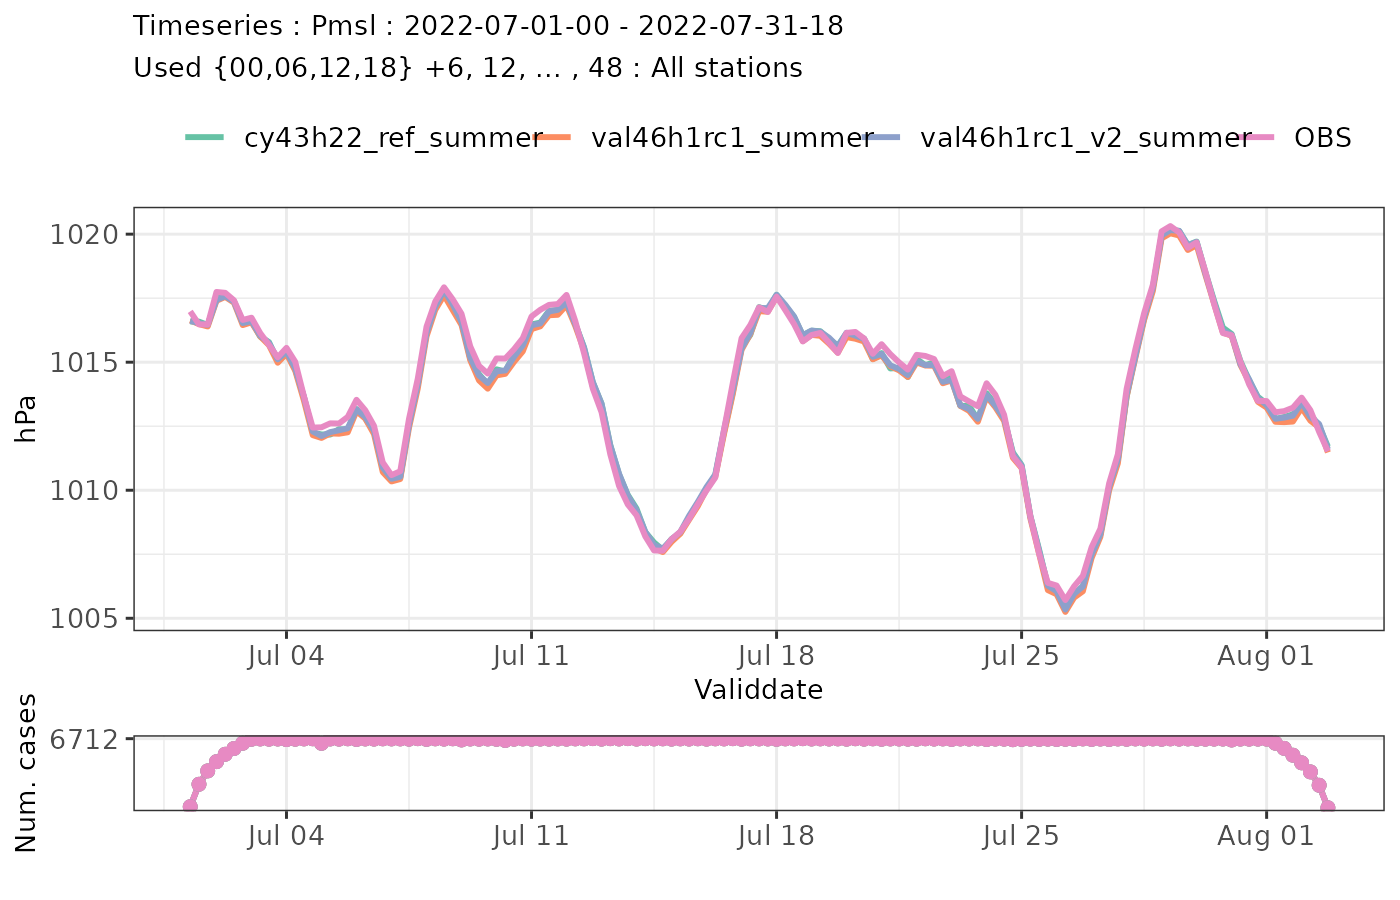 Timeseries : Pmsl : 2022-07-01-00 - 2022-07-31-18
Used {00,06,12,18} +6, 12, ... , 48 : All stations
cy43h22_ref_summer val46h1rc1_summer val46h1rc1_v2_summer OBS
hPa
1020
1015
1010
1005
Jul 04 Jul 11 Jul 18 Jul 25 Aug 01
Validdate
Num. cases
6712
Jul 04 Jul 11 Jul 18 Jul 25 Aug 01